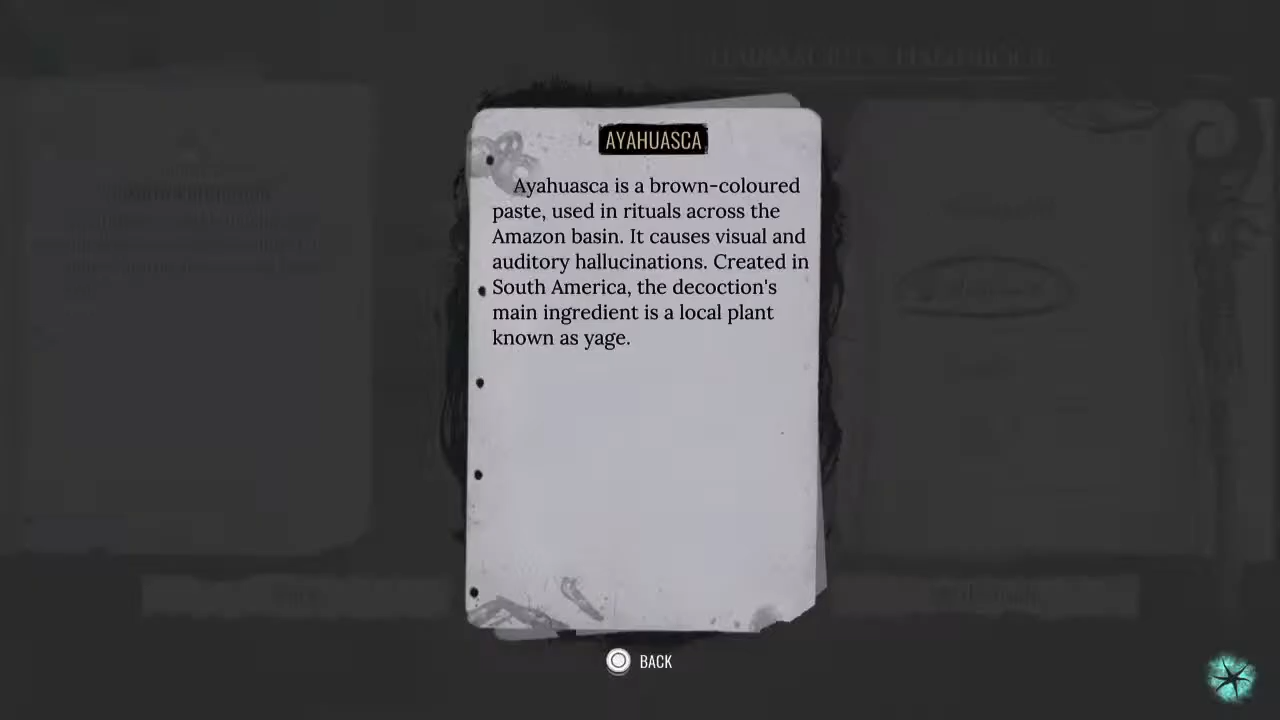 AYAHUASCA
Ayahuasca is a brown-coloured
paste, used in rituals across the
Amazon basin. It causes visual and
auditory hallucinations. Created in
South America, the decoction's
main ingredient is a local plant
known as yage.
BACK